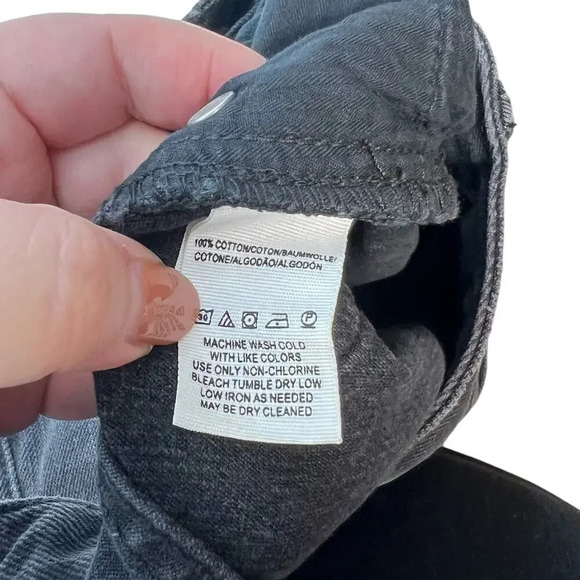 100% COTTON/COTON/BAUMWOLLE/
COTONE/ALGODÃO/ALGODÓN
30 P
MACHINE WASH COLD
WITH LIKE COLORS
USE ONLY NON-CHLORINE
BLEACH TUMBLE DRY LOW
LOW IRON AS NEEDED
MAY BE DRY CLEANED